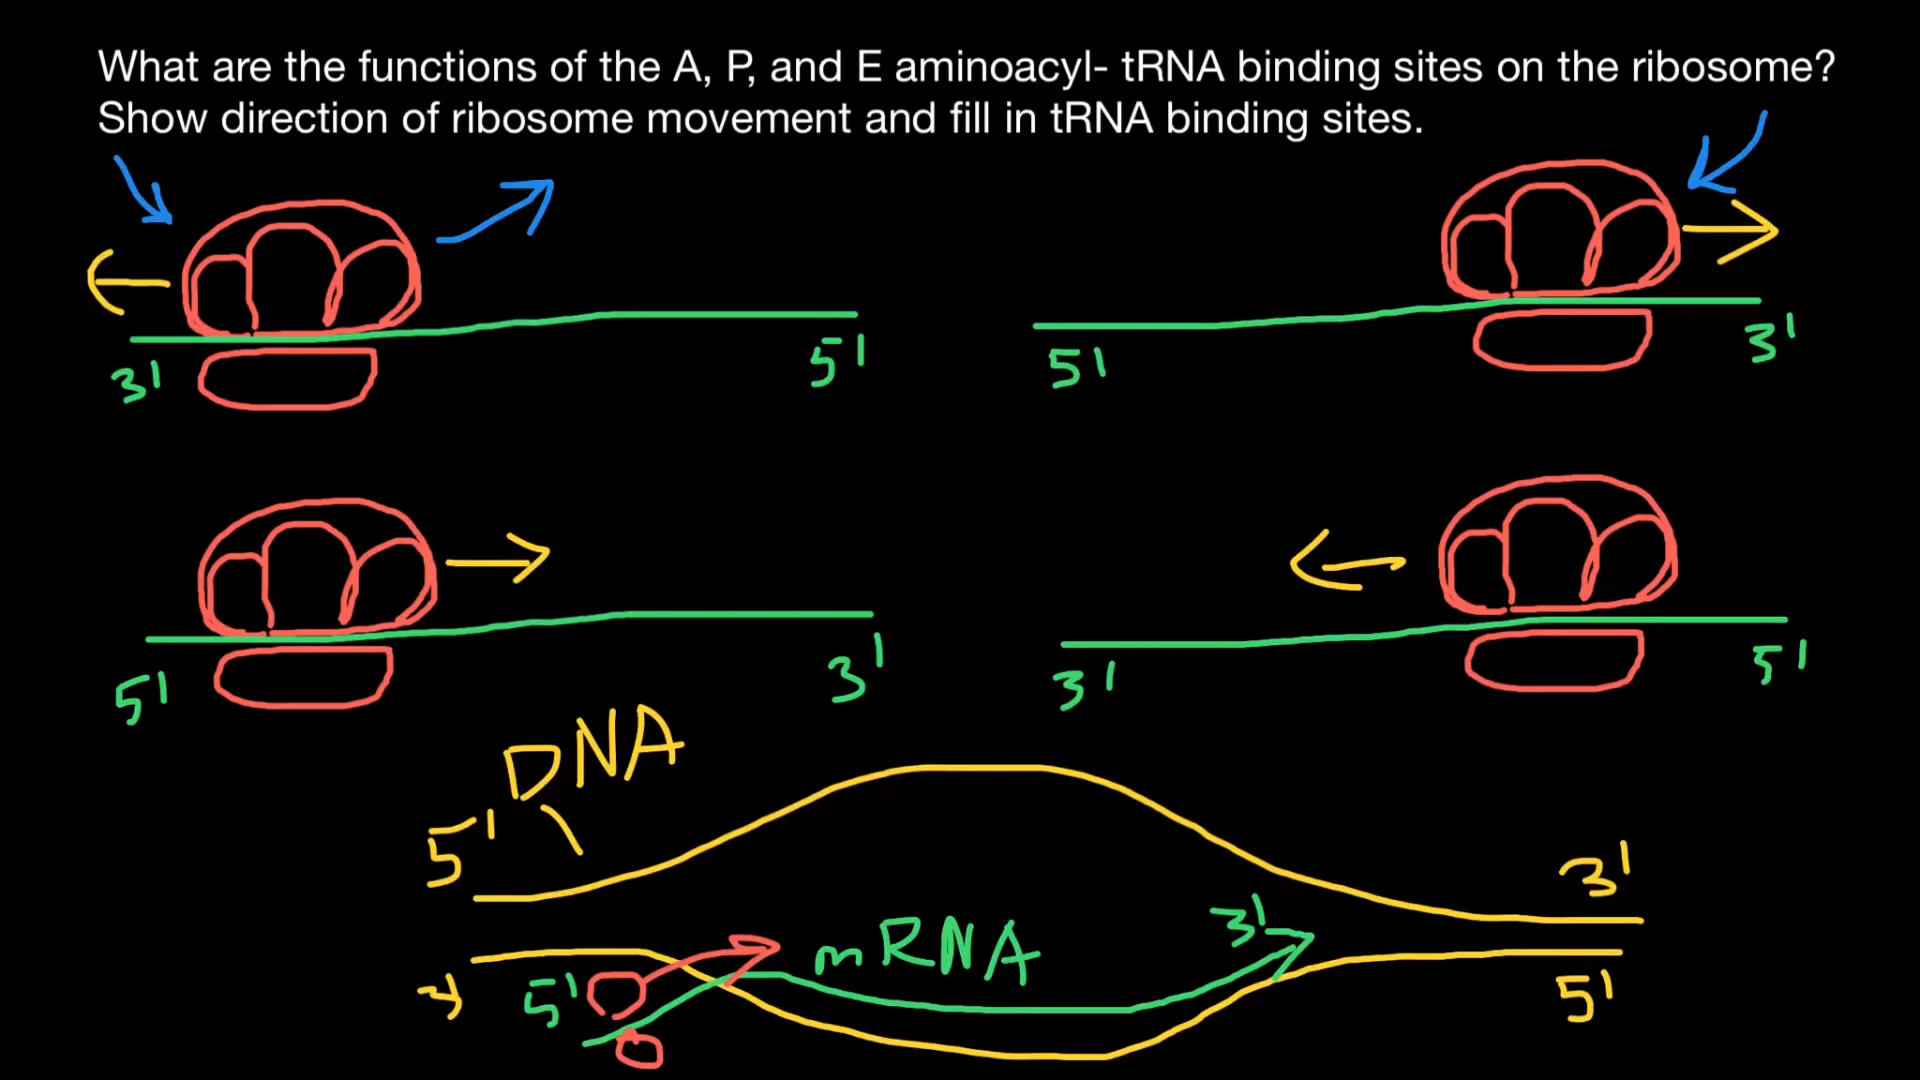 What are the functions of the A, P, and E aminoacyl- tRNA binding sites on the ribosome?
Show direction of ribosome movement and fill in tRNA binding sites.
3' 5'
5' 3'
5' 3'
3' 5'
DNA
5' 3'
mRNA 3'
5'
5'